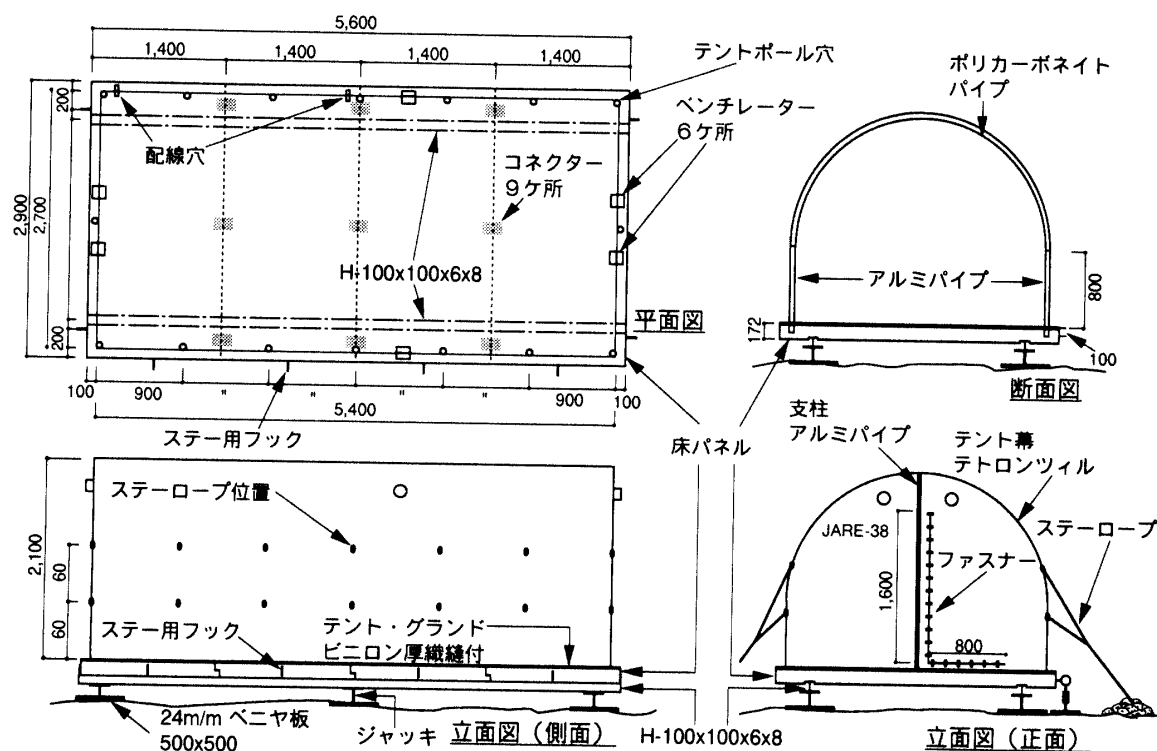 5,600
1,400
1,400
1,400
1,400
テントポール穴
ベンチレーター
6ケ所
配線穴
コネクター
9ケ所
H-100x100x6x8
200
2,900
2,700
200
平面図
100
900
"
"
"
"
900
100
5,400
ステー用フック
床パネル
ポリカーボネイト
パイプ
アルミパイプ
800
172
100
断面図
ステーロープ位置
2,100
60
60
ステー用フック
テント・グランド
ビニロン厚織縫付
24m/m ベニヤ板
500x500
ジャッキ
立面図（側面）
H-100x100x6x8
支柱
アルミパイプ
テント幕
テトロンツィル
JARE-38
ステーロープ
ファスナー
1,600
800
立面図（正面）